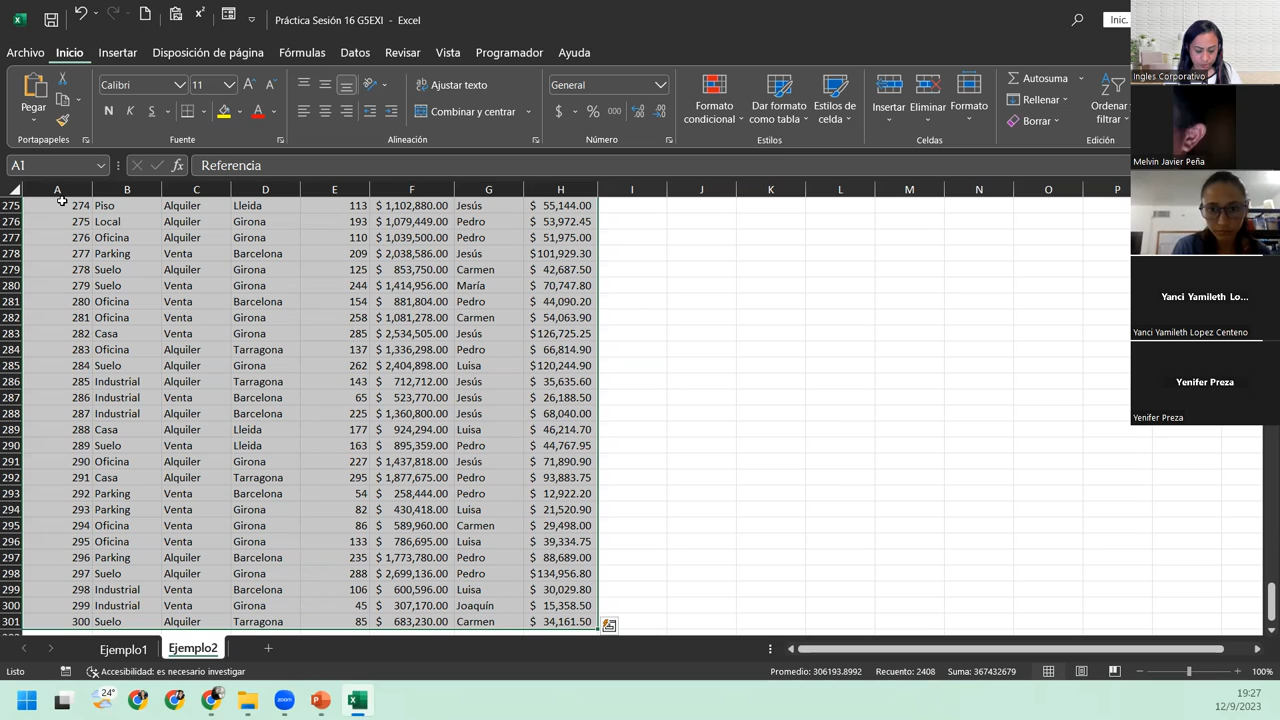 Práctica Sesión 16 G5EXI - Excel
Inic.
Archivo Inicio Insertar Disposición de página Fórmulas Datos Revisar Vista Programador Ayuda
Pegar
Calibri 11
N K S
ab Ajustar texto
Combinar y centrar
General
$ % 000
Formato condicional
Dar formato como tabla
Estilos de celda
Insertar
Eliminar
Formato
Autosuma
Rellenar
Borrar
Ordenar filtrar
Portapapeles Fuente Alineación Número Estilos Celdas Edición
A1 fx Referencia
A B C D E F G H I J K L M N O P
275 274 Piso Alquiler Lleida 113 $ 1,102,880.00 Jesús $ 55,144.00
276 275 Local Alquiler Girona 193 $ 1,079,449.00 Pedro $ 53,972.45
277 276 Oficina Alquiler Girona 110 $ 1,039,500.00 Pedro $ 51,975.00
278 277 Parking Venta Barcelona 209 $ 2,038,586.00 Jesús $101,929.30
279 278 Suelo Alquiler Girona 125 $ 853,750.00 Carmen $ 42,687.50
280 279 Suelo Venta Girona 244 $ 1,414,956.00 María $ 70,747.80
281 280 Oficina Venta Barcelona 154 $ 881,804.00 Pedro $ 44,090.20
282 281 Oficina Venta Girona 258 $ 1,081,278.00 Carmen $ 54,063.90
283 282 Casa Venta Girona 285 $ 2,534,505.00 Jesús $126,725.25
284 283 Oficina Alquiler Tarragona 137 $ 1,336,298.00 Pedro $ 66,814.90
285 284 Suelo Venta Girona 262 $ 2,404,898.00 Luisa $120,244.90
286 285 Industrial Alquiler Tarragona 143 $ 712,712.00 Jesús $ 35,635.60
287 286 Industrial Venta Barcelona 65 $ 523,770.00 Jesús $ 26,188.50
288 287 Industrial Alquiler Barcelona 225 $ 1,360,800.00 Jesús $ 68,040.00
289 288 Casa Alquiler Lleida 177 $ 924,294.00 Luisa $ 46,214.70
290 289 Suelo Venta Lleida 163 $ 895,359.00 Pedro $ 44,767.95
291 290 Oficina Alquiler Girona 227 $ 1,437,818.00 Jesús $ 71,890.90
292 291 Casa Alquiler Tarragona 295 $ 1,877,675.00 Pedro $ 93,883.75
293 292 Parking Venta Barcelona 54 $ 258,444.00 Pedro $ 12,922.20
294 293 Parking Venta Girona 82 $ 430,418.00 Luisa $ 21,520.90
295 294 Oficina Venta Girona 86 $ 589,960.00 Carmen $ 29,498.00
296 295 Oficina Venta Girona 133 $ 786,695.00 Luisa $ 39,334.75
297 296 Parking Alquiler Barcelona 235 $ 1,773,780.00 Pedro $ 88,689.00
298 297 Suelo Alquiler Girona 288 $ 2,699,136.00 Pedro $134,956.80
299 298 Industrial Venta Barcelona 106 $ 600,596.00 Luisa $ 30,029.80
300 299 Industrial Venta Girona 45 $ 307,170.00 Joaquín $ 15,358.50
301 300 Suelo Alquiler Tarragona 85 $ 683,230.00 Carmen $ 34,161.50
Ejemplo1 Ejemplo2
Listo Accesibilidad: es necesario investigar Promedio: 306193.8992 Recuento: 2408 Suma: 367432679 100%
24°
zoom
19:27
12/9/2023
Ingles Corporativo
Melvin Javier Peña
Yanci Yamileth Lo...
Yanci Yamileth Lopez Centeno
Yenifer Preza
Yenifer Preza